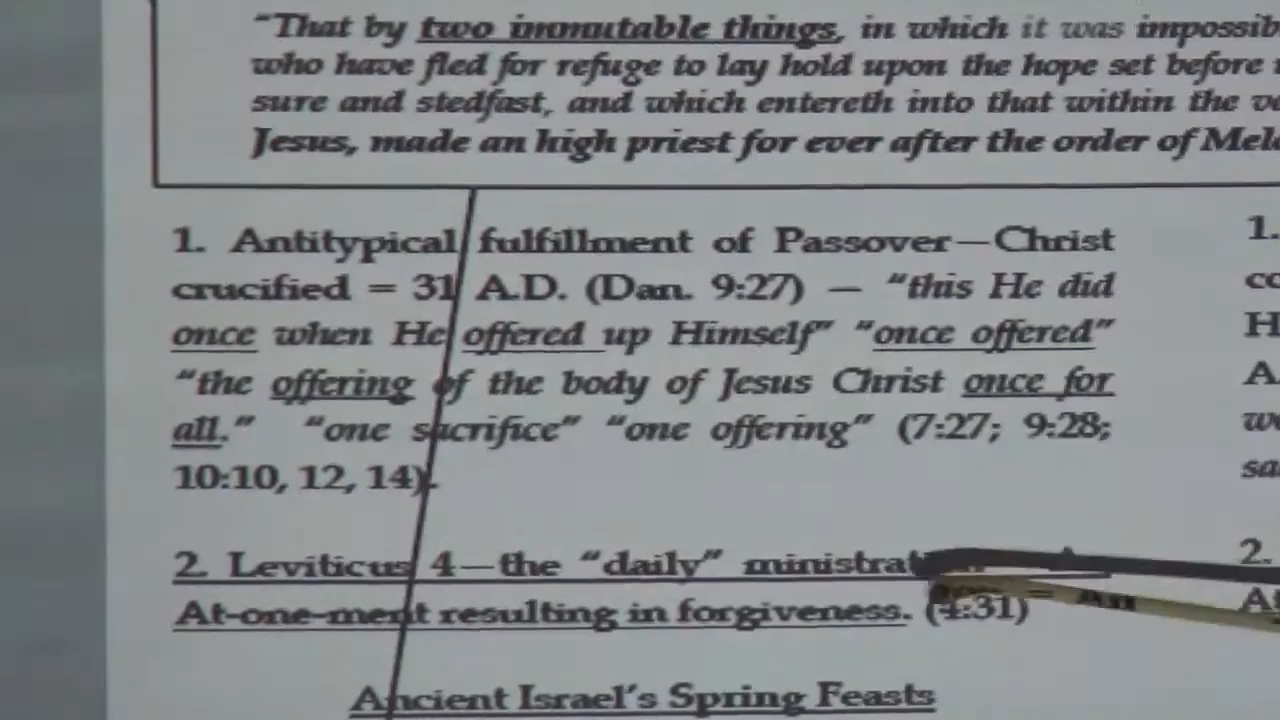 "That by two immutable things, in which it was
who have fled for refuge to lay hold upon the hope set before
sure and stedfast, and which entereth into that within the
Jesus, made an high priest for ever after the order of
1. Antitypical fulfillment of Passover—Christ
crucified = 31 A.D. (Dan. 9:27) — "this He did
once when He offered up Himself" "once offered"
"the offering of the body of Jesus Christ once for
all." "one sacrifice" "one offering" (7:27; 9:28;
10:10, 12, 14).
2. Leviticus 4—the "daily"
At-one-ment resulting in forgiveness. (4:31)
Ancient Israel's Spring Feasts
1.
2.